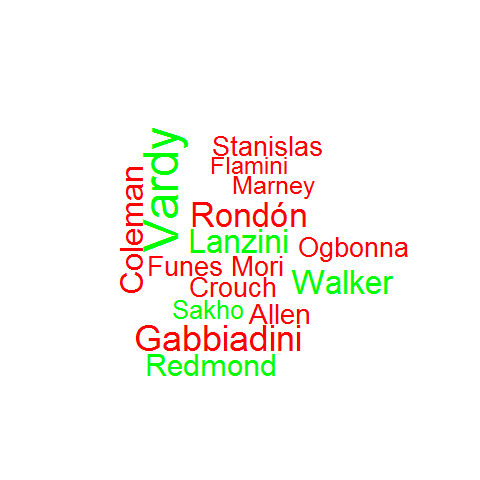 Vardy
Coleman
Stanislas
Flamini
Marney
Rondón
Lanzini
Ogbonna
Funes Mori
Crouch
Walker
Sakho
Allen
Gabbiadini
Redmond